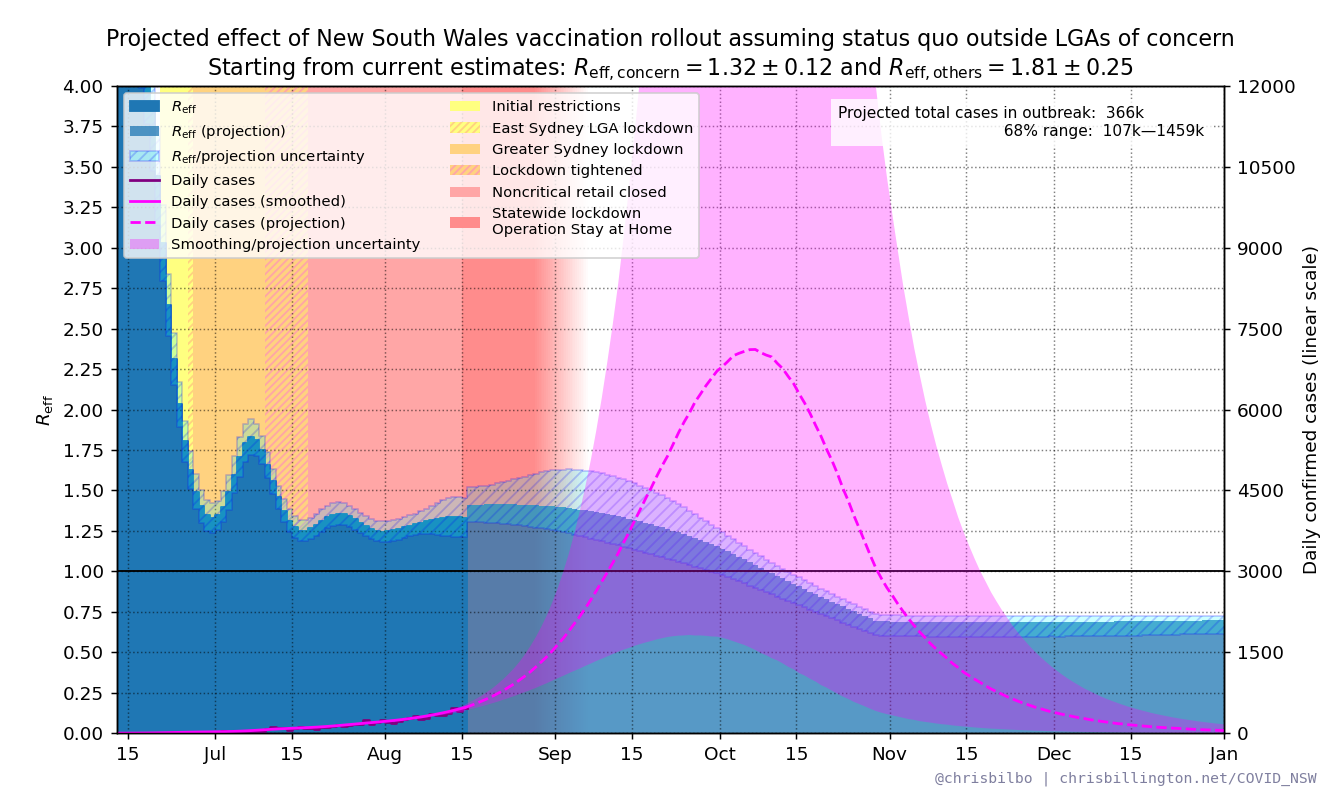 Projected effect of New South Wales vaccination rollout assuming status quo outside LGAs of concern
Starting from current estimates: R_eff, concern = 1.32 ± 0.12 and R_eff, others = 1.81 ± 0.25
R_eff
4.00
3.75
3.50
3.25
3.00
2.75
2.50
2.25
2.00
1.75
1.50
1.25
1.00
0.75
0.50
0.25
0.00
R_eff
R_eff (projection)
R_eff/projection uncertainty
Daily cases
Daily cases (smoothed)
Daily cases (projection)
Smoothing/projection uncertainty
Initial restrictions
East Sydney LGA lockdown
Greater Sydney lockdown
Lockdown tightened
Noncritical retail closed
Statewide lockdown
Operation Stay at Home
Projected total cases in outbreak: 366k
68% range: 107k—1459k
12000
10500
9000
7500
6000
4500
3000
1500
0
Daily confirmed cases (linear scale)
15 Jul 15 Aug 15 Sep 15 Oct 15 Nov 15 Dec 15 Jan
@chrisbilbo | chrisbillington.net/COVID_NSW